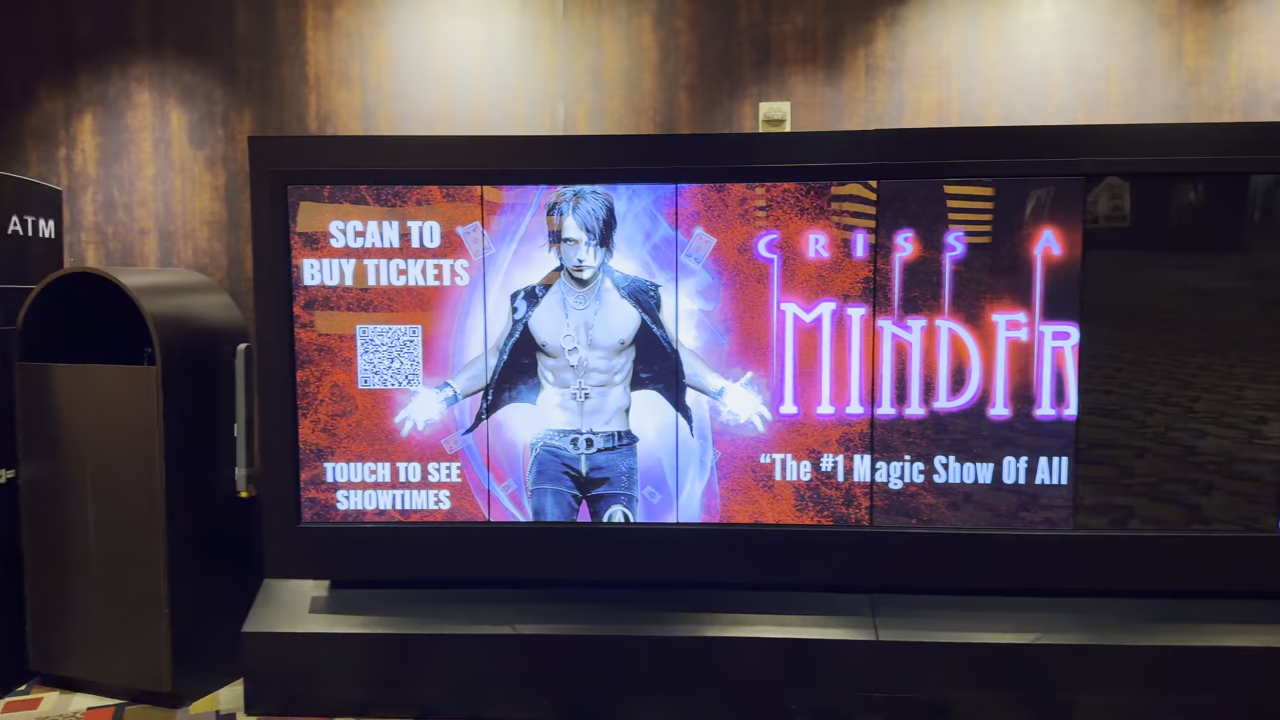 ATM
SCAN TO
BUY TICKETS
TOUCH TO SEE
SHOWTIMES
CRISS A
MINDFR
“The #1 Magic Show Of All